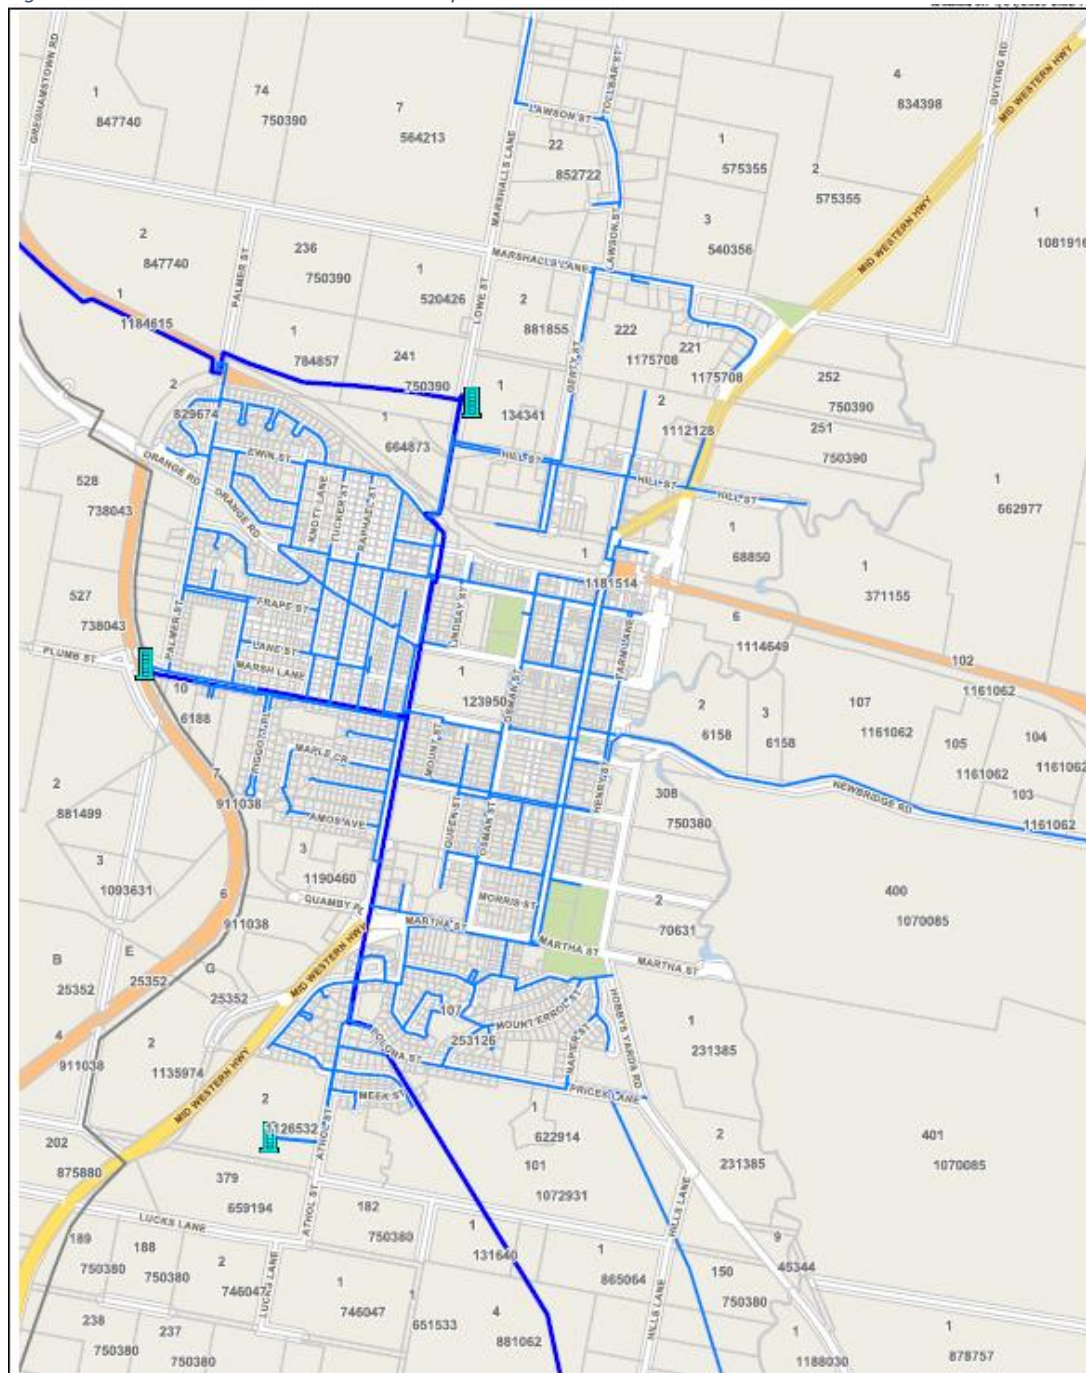 GREGHAMSTOWN RD
1
847740
74
750390
7
564213
MARSHALLS LANE
LAWSON ST
TOLLBAR ST
22
852722
1
575355
2
575355
4
834398
GUYONG RD
MID WESTERN HWY
2
847740
PALMER ST
236
750390
1
520426
LOWE ST
MARSHALLS LANE
LAWSON ST
3
540356
MID WESTERN HWY
1
1081916
1
1184615
1
784857
241
750390
2
881855
222
1175708
221
1175708
2
829674
1
664873
1
134341
2
1112128
252
750390
251
750390
ORANGE RD
ORANGE RD
EWIN ST
KNOTT LANE
TUCKER ST
RAPHAEL ST
HILL ST
HILL ST
HILL ST
528
738043
1
68850
1
662977
1
1181514
1
371155
527
738043
PALMER ST
FRAPE ST
LINDSAY ST
FARM LANE
6
1114649
PLUMB ST
LANE ST
MARSH LANE
1
123950
OSMAN ST
102
1161062
10
6188
2
6158
3
6158
107
1161062
105
1161062
104
1161062
103
1161062
MOUNT ST
MARLE CR
7
911038
AMOS AVE
QUEEN ST
OSMAN ST
HENRY ST
308
750380
NEWBRIDGE RD
2
881499
3
1093631
3
1190460
6
911038
QUAMBY PL
MORRIS ST
MARTHA ST
MARTHA ST
MARTHA ST
2
70631
400
1070085
B
25352
E
25352
G
25352
MID WESTERN HWY
107
253126
MOUNT ERROL ST
HOBBYS YARDS RD
1
231385
4
911038
2
1135974
MID WESTERN HWY
POLONA ST
NAPIER ST
PRICES LANE
MEEK ST
2
ATHOL ST
1
622914
2
231385
401
1070085
202
875880
379
659194
101
1072931
LUCKS LANE
ATHOL ST
182
750380
1
131640
1
865064
HILLS LANE
9
45344
189
750380
188
750380
2
746047
LUCKS LANE
1
746047
1
651533
4
881062
150
750380
HILLS LANE
238
750380
237
750380
1
1188030
1
878757